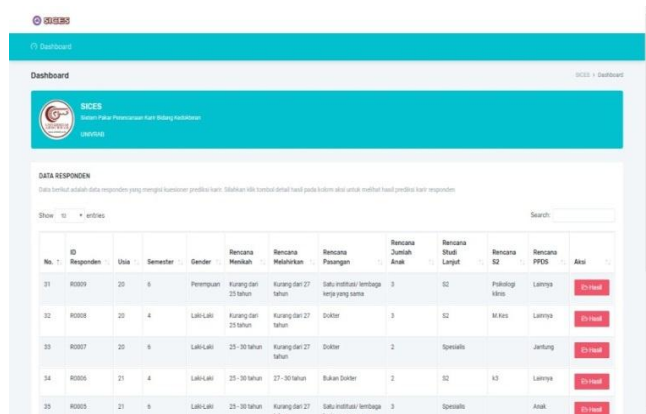 SICES
Dashboard
Dashboard
SICES > Dashboard
SICES
Sistem Pakar Perencanaan Karir Bidang Kedokteran
UNIVRAB
DATA RESPONDEN
Data berikut adalah data responden yang mengisi kuesioner prediksi karir. Silahkan klik tombol detail hasil pada kolom aksi untuk melihat hasil prediksi karir responden
Show 10 entries
Search:
No. ID Responden Usia Semester Gender Rencana Menikah Rencana Melahirkan Rencana Pasangan Rencana Jumlah Anak Rencana Studi Lanjut Rencana S2 Rencana PPDS Aksi
31 R0009 20 6 Perempuan Kurang dari 25 tahun Kurang dari 27 tahun Satu institusi/ lembaga kerja yang sama 3 S2 Psikologi klinis Lainnya Hasil
32 R0008 20 4 Laki-Laki Kurang dari 25 tahun Kurang dari 27 tahun Dokter 3 S2 M.Kes Lainnya Hasil
33 R0007 20 6 Laki-Laki 25 - 30 tahun Kurang dari 27 tahun Dokter 2 Spesialis Jantung Hasil
34 R0006 21 4 Laki-Laki 25 - 30 tahun 27 - 30 tahun Bukan Dokter 2 S2 k3 Lainnya Hasil
35 R0005 21 6 Laki-Laki 25 - 30 tahun Kurang dari 27 Satu institusi/ lembaga 3 Spesialis Anak Hasil